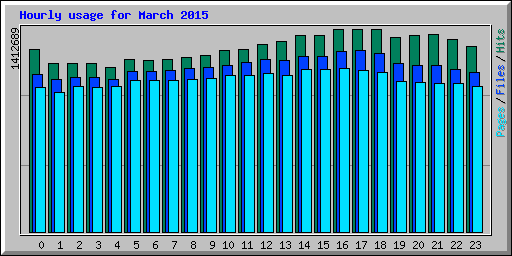 Hourly usage for March 2015
1412689
Pages/Files/Hits
0 1 2 3 4 5 6 7 8 9 10 11 12 13 14 15 16 17 18 19 20 21 22 23